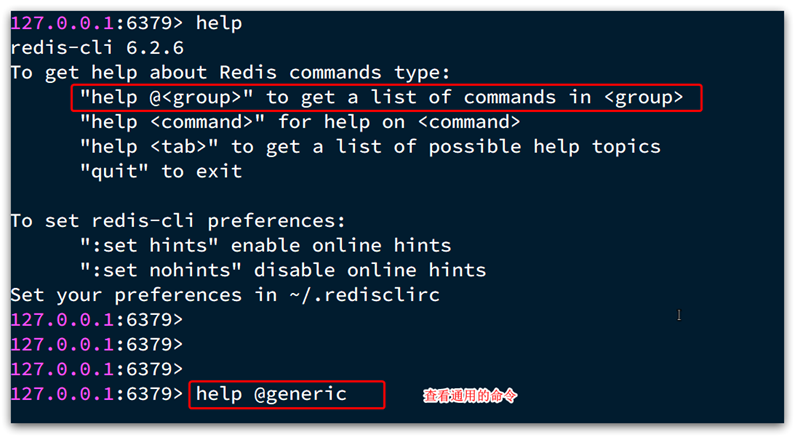 127.0.0.1:6379> help
redis-cli 6.2.6
To get help about Redis commands type:
"help @<group>" to get a list of commands in <group>
"help <command>" for help on <command>
"help <tab>" to get a list of possible help topics
"quit" to exit
To set redis-cli preferences:
":set hints" enable online hints
":set nohints" disable online hints
Set your preferences in ~/.redisclirc
127.0.0.1:6379>
127.0.0.1:6379>
127.0.0.1:6379>
127.0.0.1:6379> help @generic 查看通用的命令